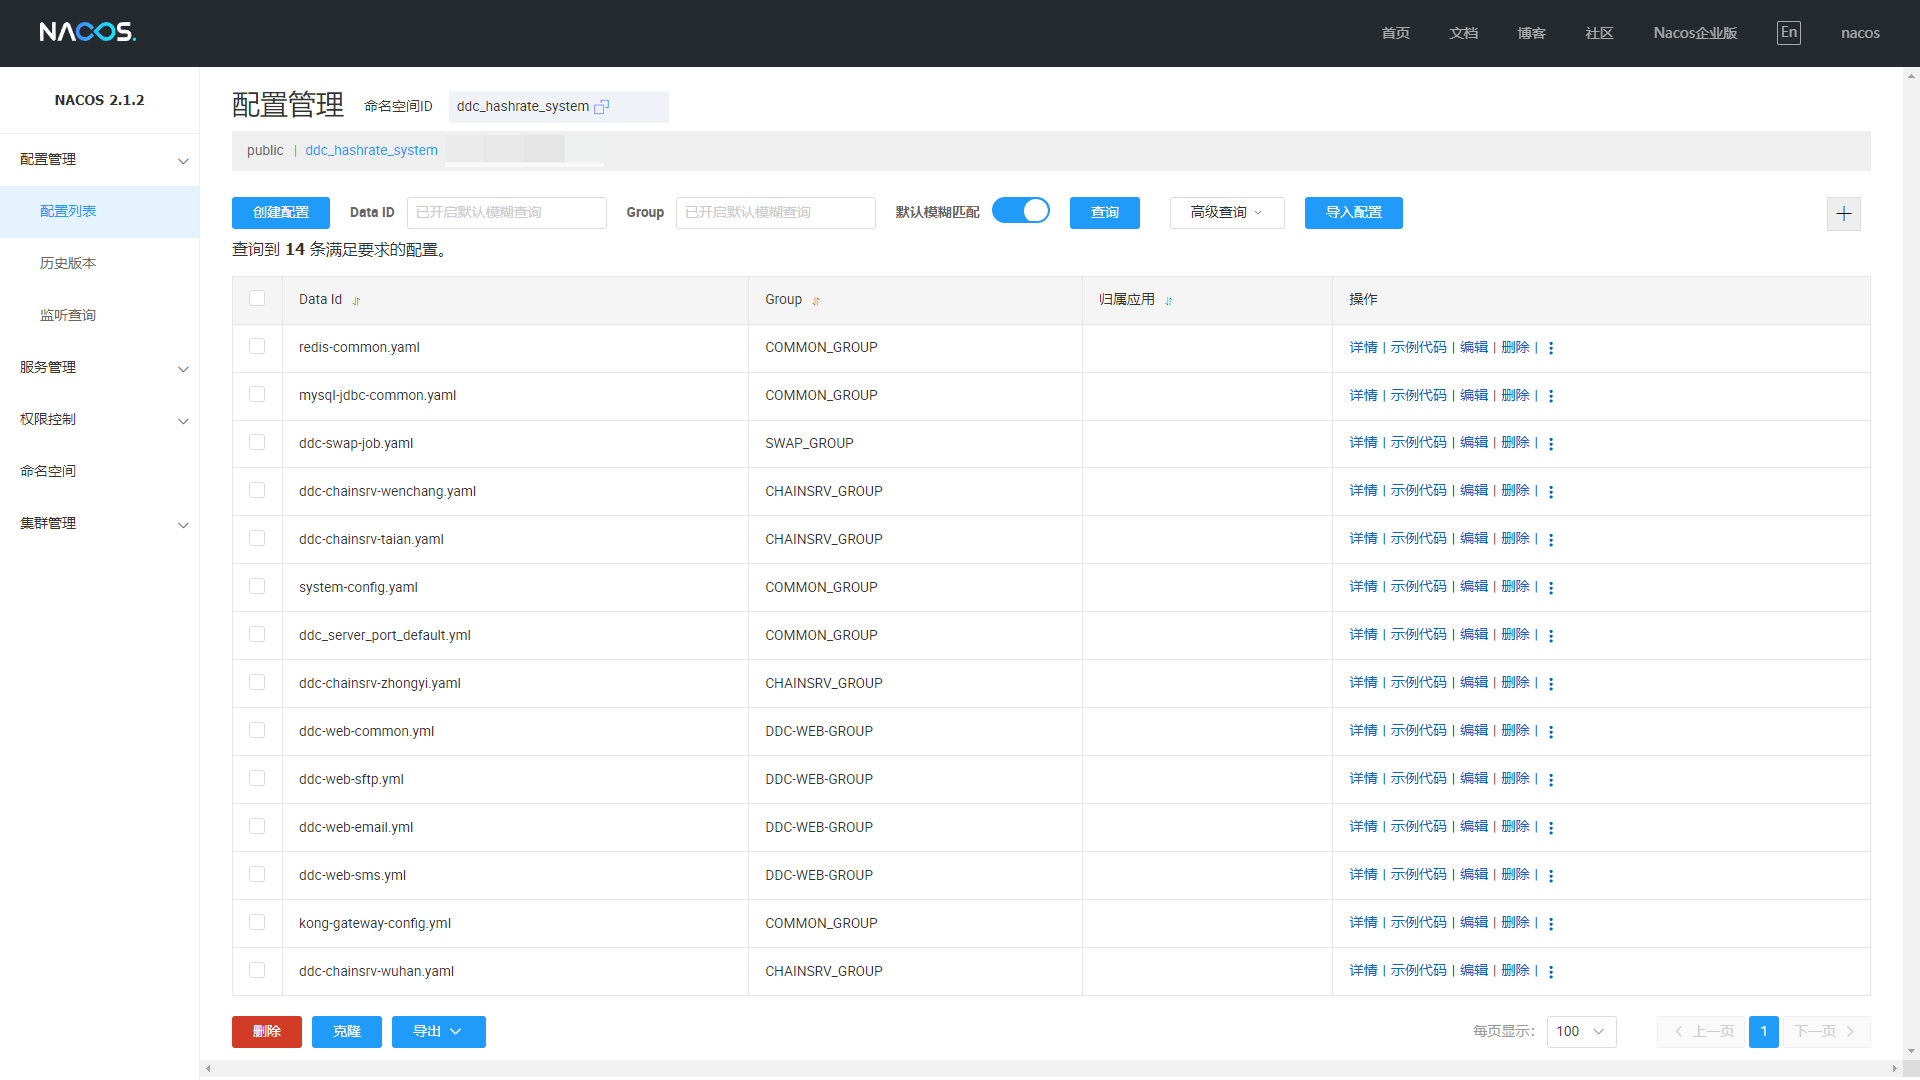 NACOS.
首页 文档 博客 社区 Nacos企业版 En nacos
NACOS 2.1.2
配置管理
配置列表
历史版本
监听查询
服务管理
权限控制
命名空间
集群管理
配置管理 命名空间ID ddc_hashrate_system
public | ddc_hashrate_system
创建配置 Data ID 已开启默认模糊查询 Group 已开启默认模糊查询 默认模糊匹配 查询 高级查询 导入配置
查询到 14 条满足要求的配置。
Data Id Group 归属应用 操作
redis-common.yaml COMMON_GROUP 详情 | 示例代码 | 编辑 | 删除 |
mysql-jdbc-common.yaml COMMON_GROUP 详情 | 示例代码 | 编辑 | 删除 |
ddc-swap-job.yaml SWAP_GROUP 详情 | 示例代码 | 编辑 | 删除 |
ddc-chainsrv-wenchang.yaml CHAINSRV_GROUP 详情 | 示例代码 | 编辑 | 删除 |
ddc-chainsrv-taian.yaml CHAINSRV_GROUP 详情 | 示例代码 | 编辑 | 删除 |
system-config.yaml COMMON_GROUP 详情 | 示例代码 | 编辑 | 删除 |
ddc_server_port_default.yml COMMON_GROUP 详情 | 示例代码 | 编辑 | 删除 |
ddc-chainsrv-zhongyi.yaml CHAINSRV_GROUP 详情 | 示例代码 | 编辑 | 删除 |
ddc-web-common.yml DDC-WEB-GROUP 详情 | 示例代码 | 编辑 | 删除 |
ddc-web-sftp.yml DDC-WEB-GROUP 详情 | 示例代码 | 编辑 | 删除 |
ddc-web-email.yml DDC-WEB-GROUP 详情 | 示例代码 | 编辑 | 删除 |
ddc-web-sms.yml DDC-WEB-GROUP 详情 | 示例代码 | 编辑 | 删除 |
kong-gateway-config.yml COMMON_GROUP 详情 | 示例代码 | 编辑 | 删除 |
ddc-chainsrv-wuhan.yaml CHAINSRV_GROUP 详情 | 示例代码 | 编辑 | 删除 |
删除 克隆 导出 每页显示: 100 上一页 1 下一页